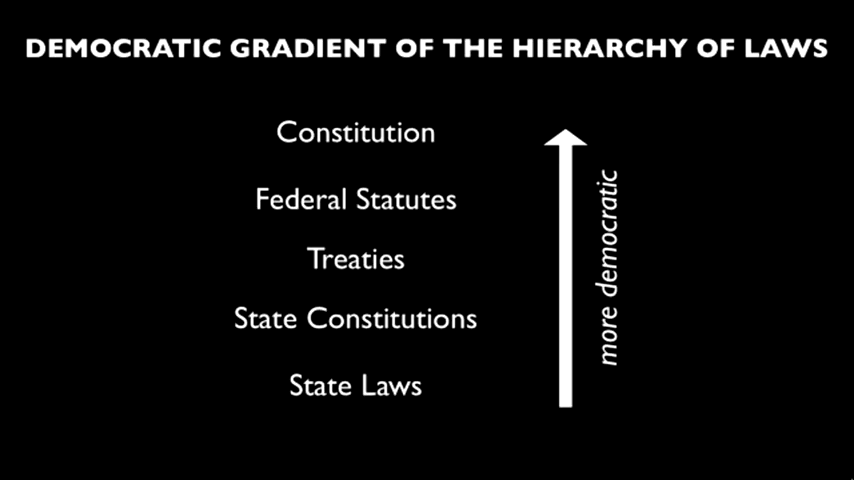 DEMOCRATIC GRADIENT OF THE HIERARCHY OF LAWS
Constitution
Federal Statutes
Treaties
State Constitutions
State Laws
more democratic